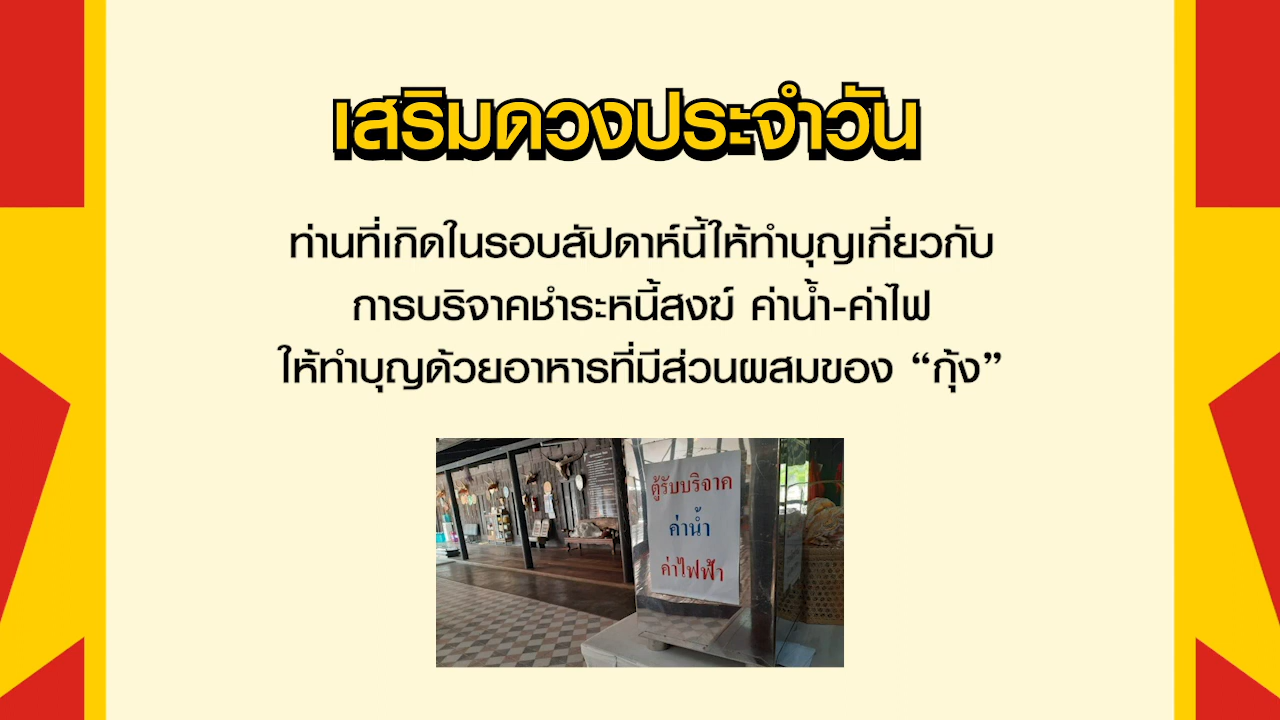 เสริมดวงประจำวัน
ท่านที่เกิดในรอบสัปดาห์นี้ให้ทำบุญเกี่ยวกับ
การบริจาคชำระหนี้สงฆ์ ค่าน้ำ-ค่าไฟ
ให้ทำบุญด้วยอาหารที่มีส่วนผสมของ “กุ้ง”
ตู้รับบริจาค
ค่าน้ำ
ค่าไฟฟ้า